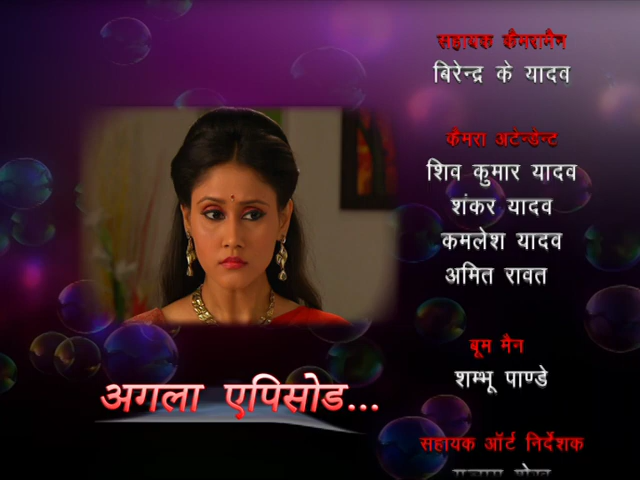 सहायक कैमरामैन
बिरेन्द्र के यादव
कैमरा अटेन्डेन्ट
शिव कुमार यादव
शंकर यादव
कमलेश यादव
अमित रावत
बूम मैन
शम्भू पाण्डे
सहायक ऑर्ट निर्देशक
अगला एपिसोड...